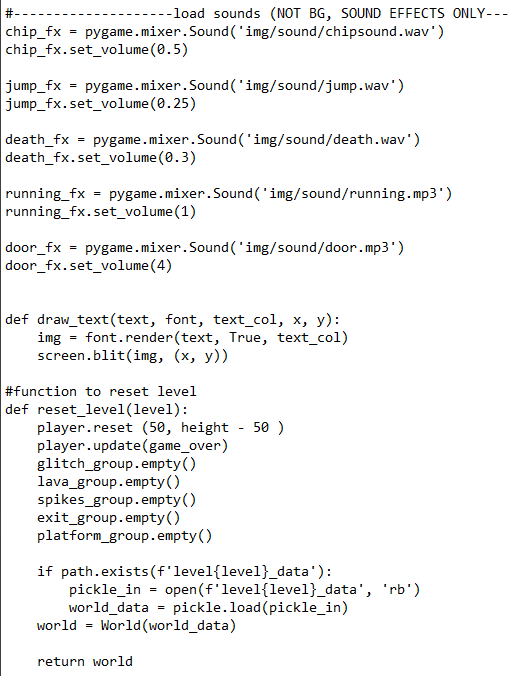 #--------------------load sounds (NOT BG, SOUND EFFECTS ONLY---
chip_fx = pygame.mixer.Sound('img/sound/chipsound.wav')
chip_fx.set_volume(0.5)

jump_fx = pygame.mixer.Sound('img/sound/jump.wav')
jump_fx.set_volume(0.25)

death_fx = pygame.mixer.Sound('img/sound/death.wav')
death_fx.set_volume(0.3)

running_fx = pygame.mixer.Sound('img/sound/running.mp3')
running_fx.set_volume(1)

door_fx = pygame.mixer.Sound('img/sound/door.mp3')
door_fx.set_volume(4)


def draw_text(text, font, text_col, x, y):
    img = font.render(text, True, text_col)
    screen.blit(img, (x, y))

#function to reset level
def reset_level(level):
    player.reset (50, height - 50 )
    player.update(game_over)
    glitch_group.empty()
    lava_group.empty()
    spikes_group.empty()
    exit_group.empty()
    platform_group.empty()

    if path.exists(f'level{level}_data'):
        pickle_in = open(f'level{level}_data', 'rb')
        world_data = pickle.load(pickle_in)
    world = World(world_data)

    return world